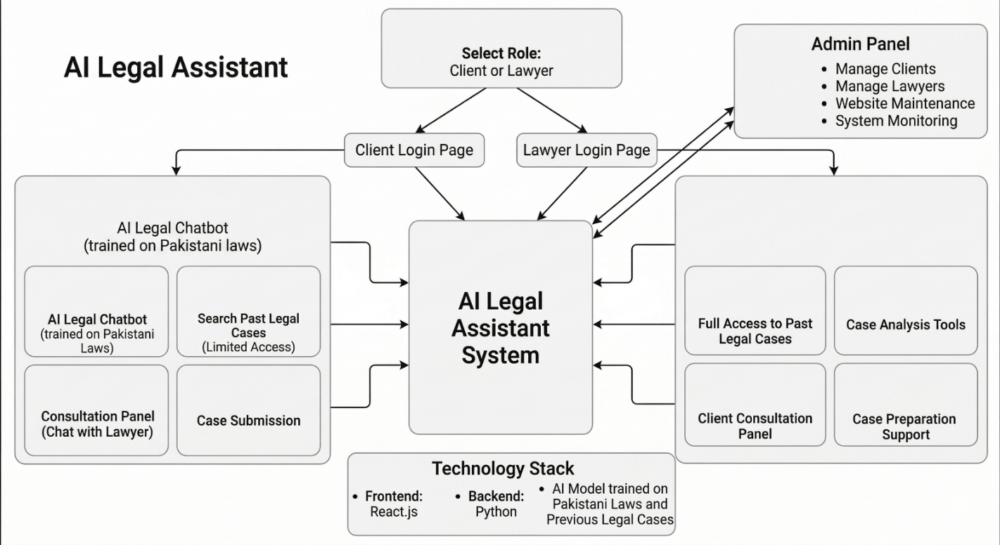 AI Legal Assistant
Select Role:
Client or Lawyer
Admin Panel
• Manage Clients
• Manage Lawyers
• Website Maintenance
• System Monitoring
Client Login Page
Lawyer Login Page
AI Legal Chatbot
(trained on Pakistani laws)
AI Legal Chatbot
(trained on Pakistani
Laws)
Search Past Legal
Cases
(Limited Access)
Consultation Panel
(Chat with Lawyer)
Case Submission
AI Legal
Assistant
System
Full Access to Past
Legal Cases
Case Analysis Tools
Client Consultation
Panel
Case Preparation
Support
Technology Stack
• Frontend:
React.js
• Backend:
Python
• AI Model trained on
Pakistani Laws and
Previous Legal Cases